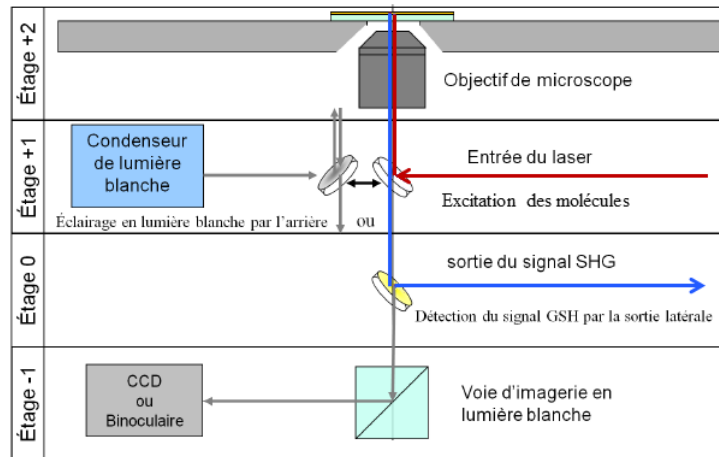 Étage +2
Objectif de microscope
Étage +1
Condenseur
de lumière
blanche
Entrée du laser
Excitation des molécules
Éclairage en lumière blanche par l'arrière
ou
Étage 0
sortie du signal SHG
Détection du signal GSH par la sortie latérale
Étage -1
CCD
ou
Binoculaire
Voie d'imagerie en
lumière blanche